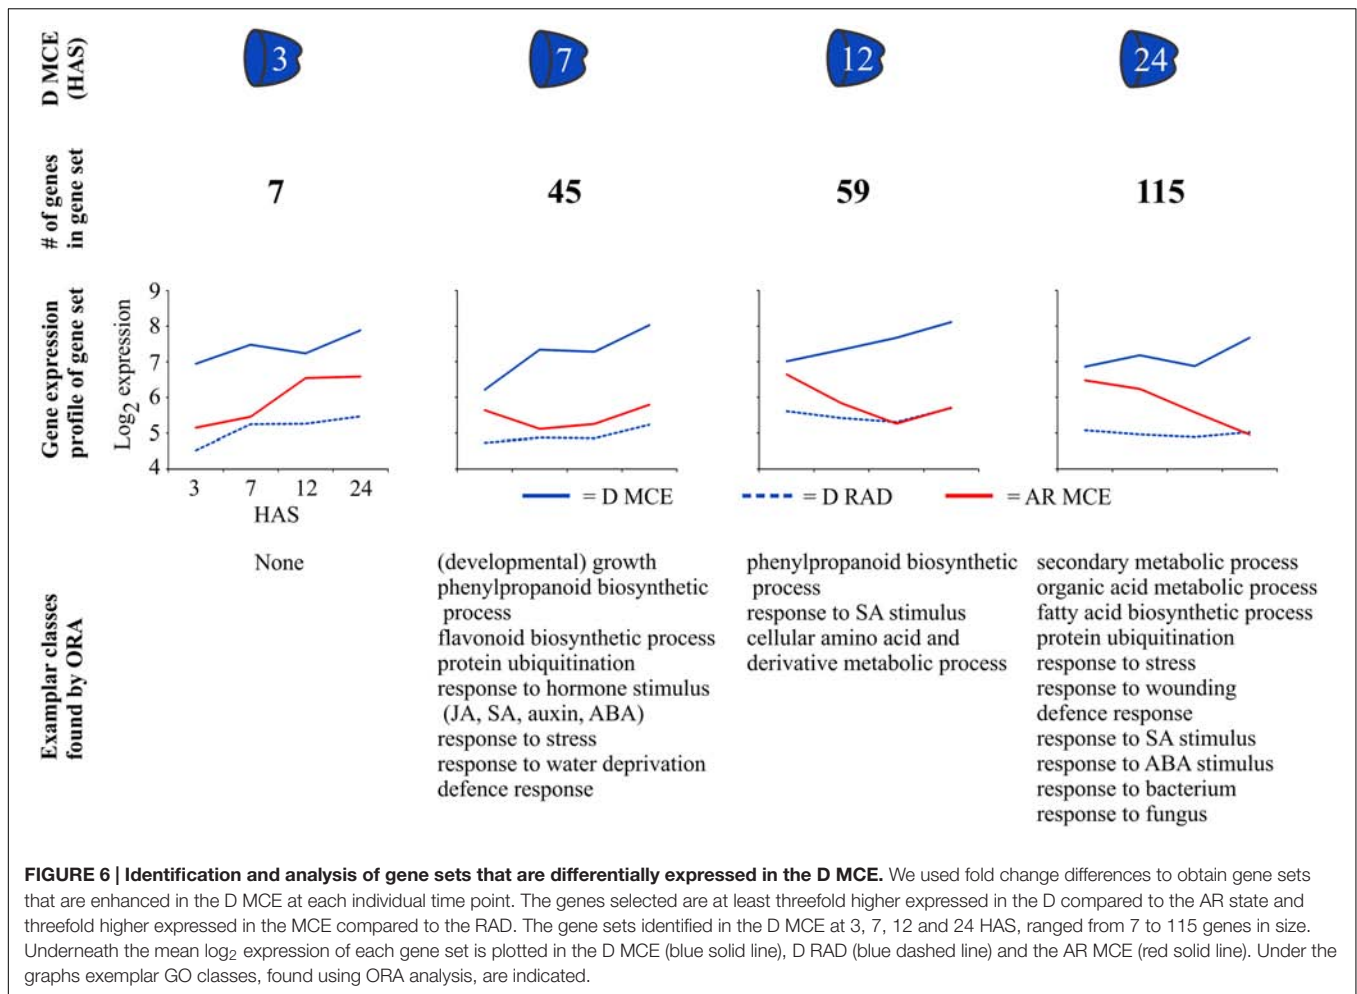 D MCE
(HAS)
3
7
12
24
# of genes
in gene set
7
45
59
115
Gene expression
profile of gene set
Log2 expression
9
8
7
6
5
4
3 7 12 24
HAS
= D MCE
= D RAD
= AR MCE
Examplar classes
found by ORA
None
(developmental) growth
phenylpropanoid biosynthetic
process
flavonoid biosynthetic process
protein ubiquitination
response to hormone stimulus
(JA, SA, auxin, ABA)
response to stress
response to water deprivation
defence response
phenylpropanoid biosynthetic
process
response to SA stimulus
cellular amino acid and
derivative metabolic process
secondary metabolic process
organic acid metabolic process
fatty acid biosynthetic process
protein ubiquitination
response to stress
response to wounding
defence response
response to SA stimulus
response to ABA stimulus
response to bacterium
response to fungus
FIGURE 6 | Identification and analysis of gene sets that are differentially expressed in the D MCE. We used fold change differences to obtain gene sets
that are enhanced in the D MCE at each individual time point. The genes selected are at least threefold higher expressed in the D compared to the AR state and
threefold higher expressed in the MCE compared to the RAD. The gene sets identified in the D MCE at 3, 7, 12 and 24 HAS, ranged from 7 to 115 genes in size.
Underneath the mean log2 expression of each gene set is plotted in the D MCE (blue solid line), D RAD (blue dashed line) and the AR MCE (red solid line). Under the
graphs exemplar GO classes, found using ORA analysis, are indicated.